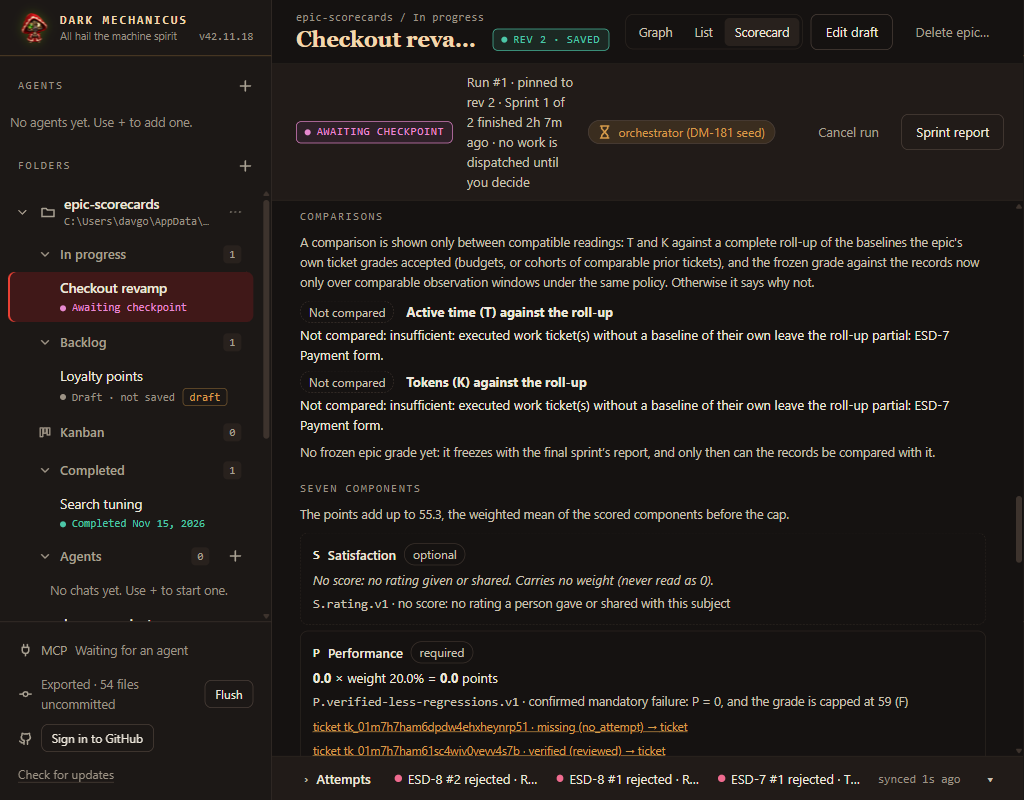 DARK MECHANICUS
All hail the machine spirit v42.11.18
AGENTS
No agents yet. Use + to add one.
FOLDERS
epic-scorecards
C:\Users\davgo\AppData\…
In progress 1
Checkout revamp
Awaiting checkpoint
Backlog 1
Loyalty points
Draft · not saved draft
Kanban 0
Completed 1
Search tuning
Completed Nov 15, 2026
Agents 0
No chats yet. Use + to start one.
MCP Waiting for an agent
Exported · 54 files
uncommitted
Flush
Sign in to GitHub
Check for updates
epic-scorecards / In progress
Checkout reva...
REV 2 · SAVED
Graph List Scorecard
Edit draft
Delete epic...
AWAITING CHECKPOINT
Run #1 · pinned to
rev 2 · Sprint 1 of
2 finished 2h 7m
ago · no work is
dispatched until
you decide
orchestrator (DM-181 seed)
Cancel run
Sprint report
COMPARISONS
A comparison is shown only between compatible readings: T and K against a complete roll-up of the baselines the epic's
own ticket grades accepted (budgets, or cohorts of comparable prior tickets), and the frozen grade against the records now
only over comparable observation windows under the same policy. Otherwise it says why not.
Not compared Active time (T) against the roll-up
Not compared: insufficient: executed work ticket(s) without a baseline of their own leave the roll-up partial: ESD-7
Payment form.
Not compared Tokens (K) against the roll-up
Not compared: insufficient: executed work ticket(s) without a baseline of their own leave the roll-up partial: ESD-7
Payment form.
No frozen epic grade yet: it freezes with the final sprint's report, and only then can the records be compared with it.
SEVEN COMPONENTS
The points add up to 55.3, the weighted mean of the scored components before the cap.
S Satisfaction optional
No score: no rating given or shared. Carries no weight (never read as 0).
S.rating.v1 · no score: no rating a person gave or shared with this subject
P Performance required
0.0 × weight 20.0% = 0.0 points
P.verified-less-regressions.v1 · confirmed mandatory failure: P = 0, and the grade is capped at 59 (F)
ticket tk_01m7h7ham6dpdw4ehxheynrp51 · missing (no_attempt) → ticket
ticket tk_01m7h7ham61sc4wjv0vevv4s7b · verified (reviewed) → ticket
› Attempts
ESD-8 #2 rejected · R...
ESD-8 #1 rejected · R...
ESD-7 #1 rejected · T...
synced 1s ago